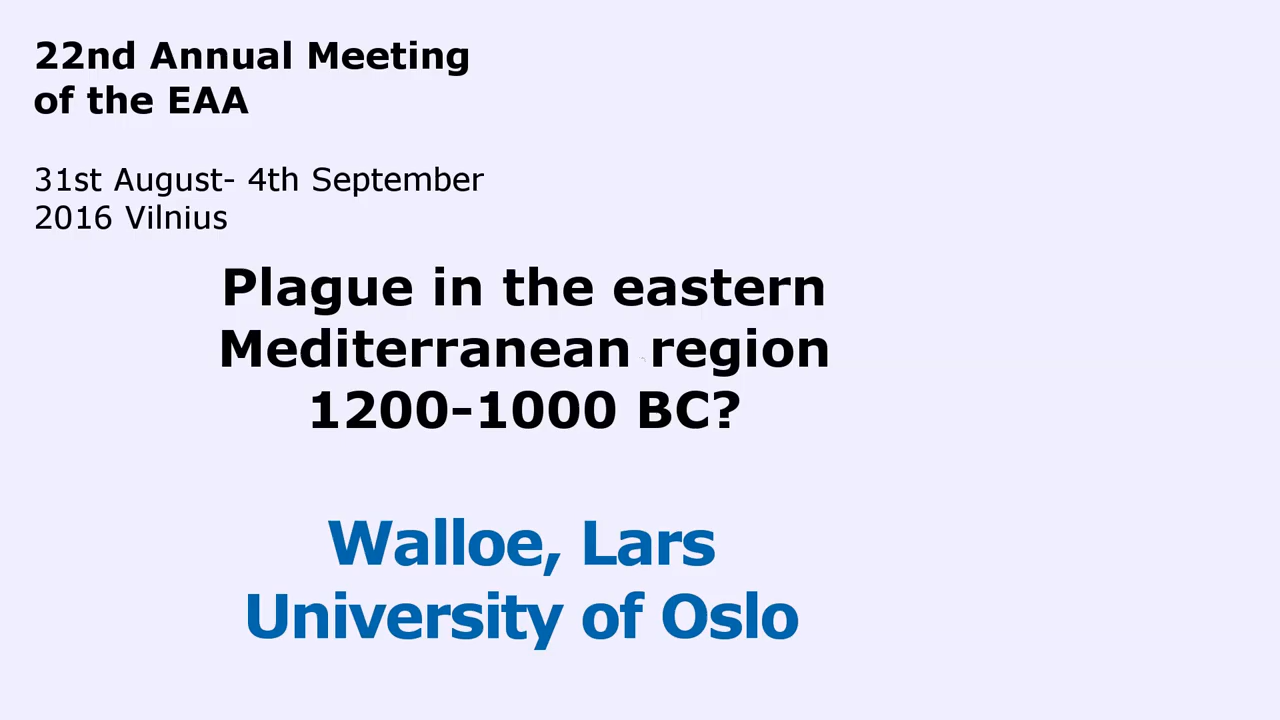 22nd Annual Meeting
of the EAA
31st August- 4th September
2016 Vilnius
Plague in the eastern
Mediterranean region
1200-1000 BC?
Walloe, Lars
University of Oslo